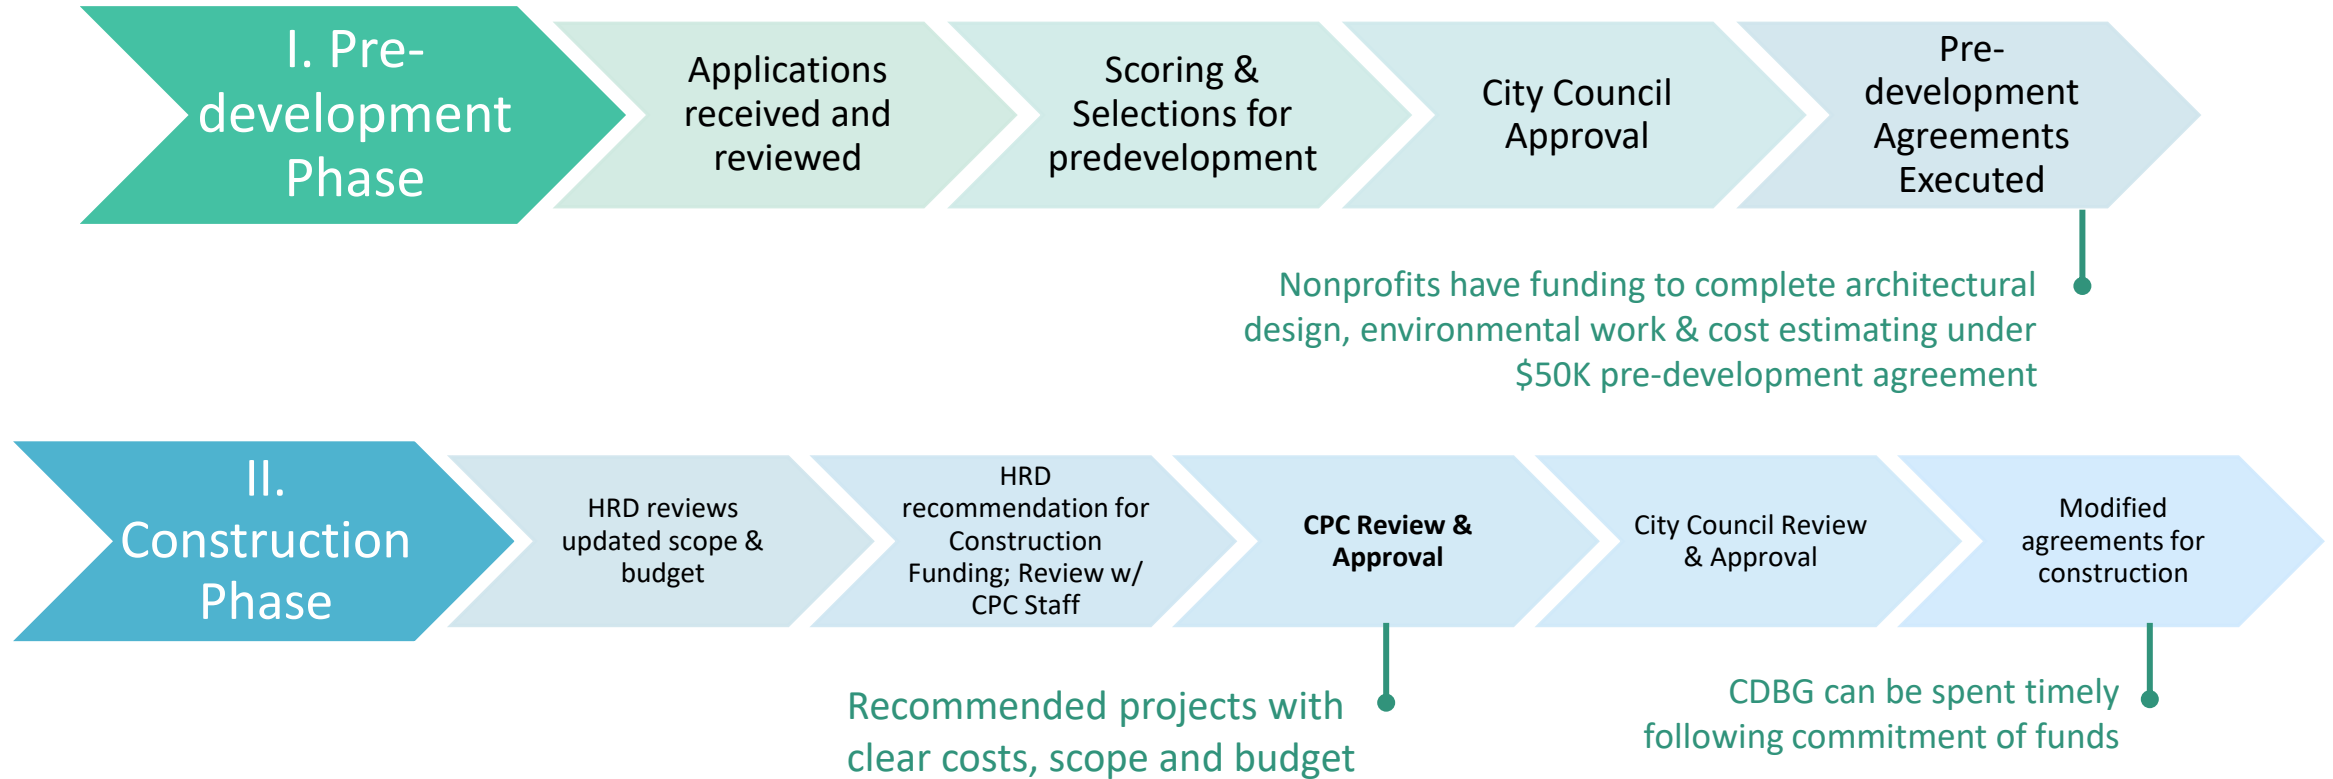 I. Pre-
development
Phase
Applications
received and
reviewed
Scoring &
Selections for
predevelopment
City Council
Approval
Pre-
development
Agreements
Executed
Nonprofits have funding to complete architectural
design, environmental work & cost estimating under
$50K pre-development agreement
II.
Construction
Phase
HRD reviews
updated scope &
budget
HRD
recommendation for
Construction
Funding; Review w/
CPC Staff
CPC Review &
Approval
City Council Review
& Approval
Modified
agreements for
construction
Recommended projects with
clear costs, scope and budget
CDBG can be spent timely
following commitment of funds